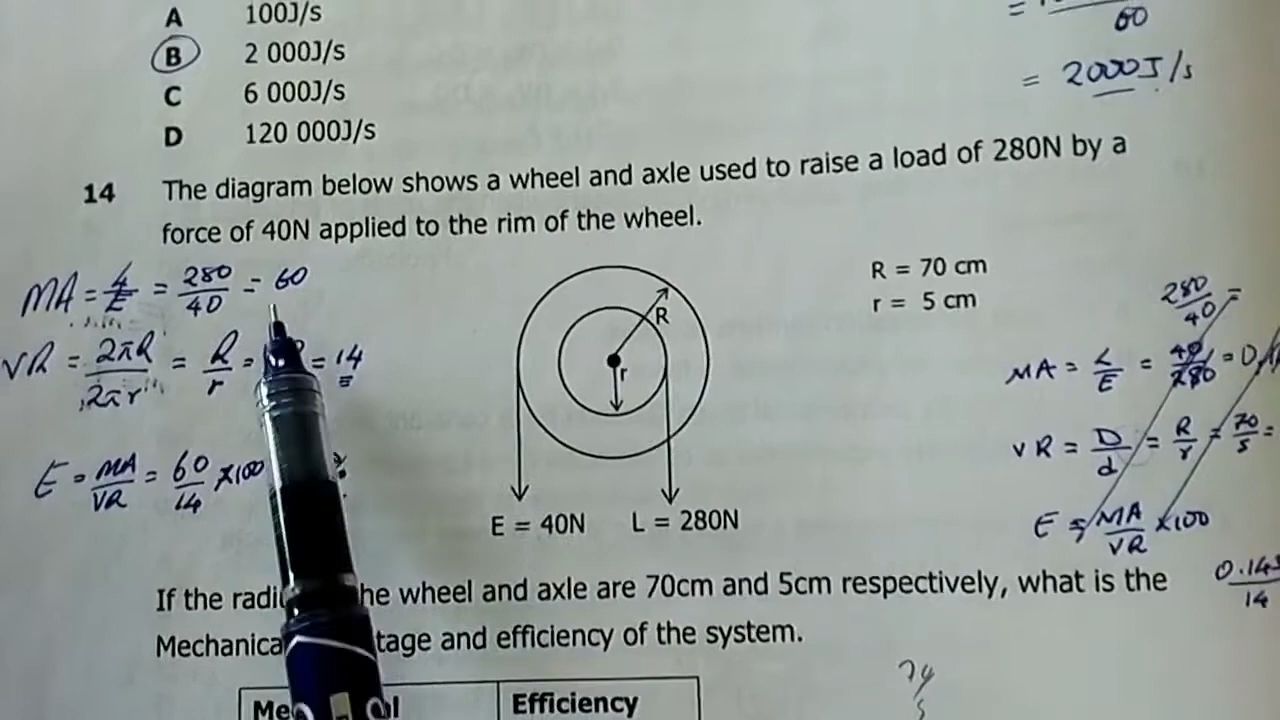 A 100J/s
B 2 000J/s
C 6 000J/s
D 120 000J/s
60
= 2000J/s
14 The diagram below shows a wheel and axle used to raise a load of 280N by a
force of 40N applied to the rim of the wheel.
MA = L/E = 280/40 = 60
VR = 2πR/2πr = R/r = = 14
E = MA/VR = 60/14 ×100
R
r
E = 40N L = 280N
R = 70 cm
r = 5 cm
280/40 =
MA = L/E = 40/280 = 0.
VR = D/d = R/r = 70/5 =
E = MA/VR ×100
0.143/14
If the radi he wheel and axle are 70cm and 5cm respectively, what is the
Mechanica tage and efficiency of the system.
Me l Efficiency